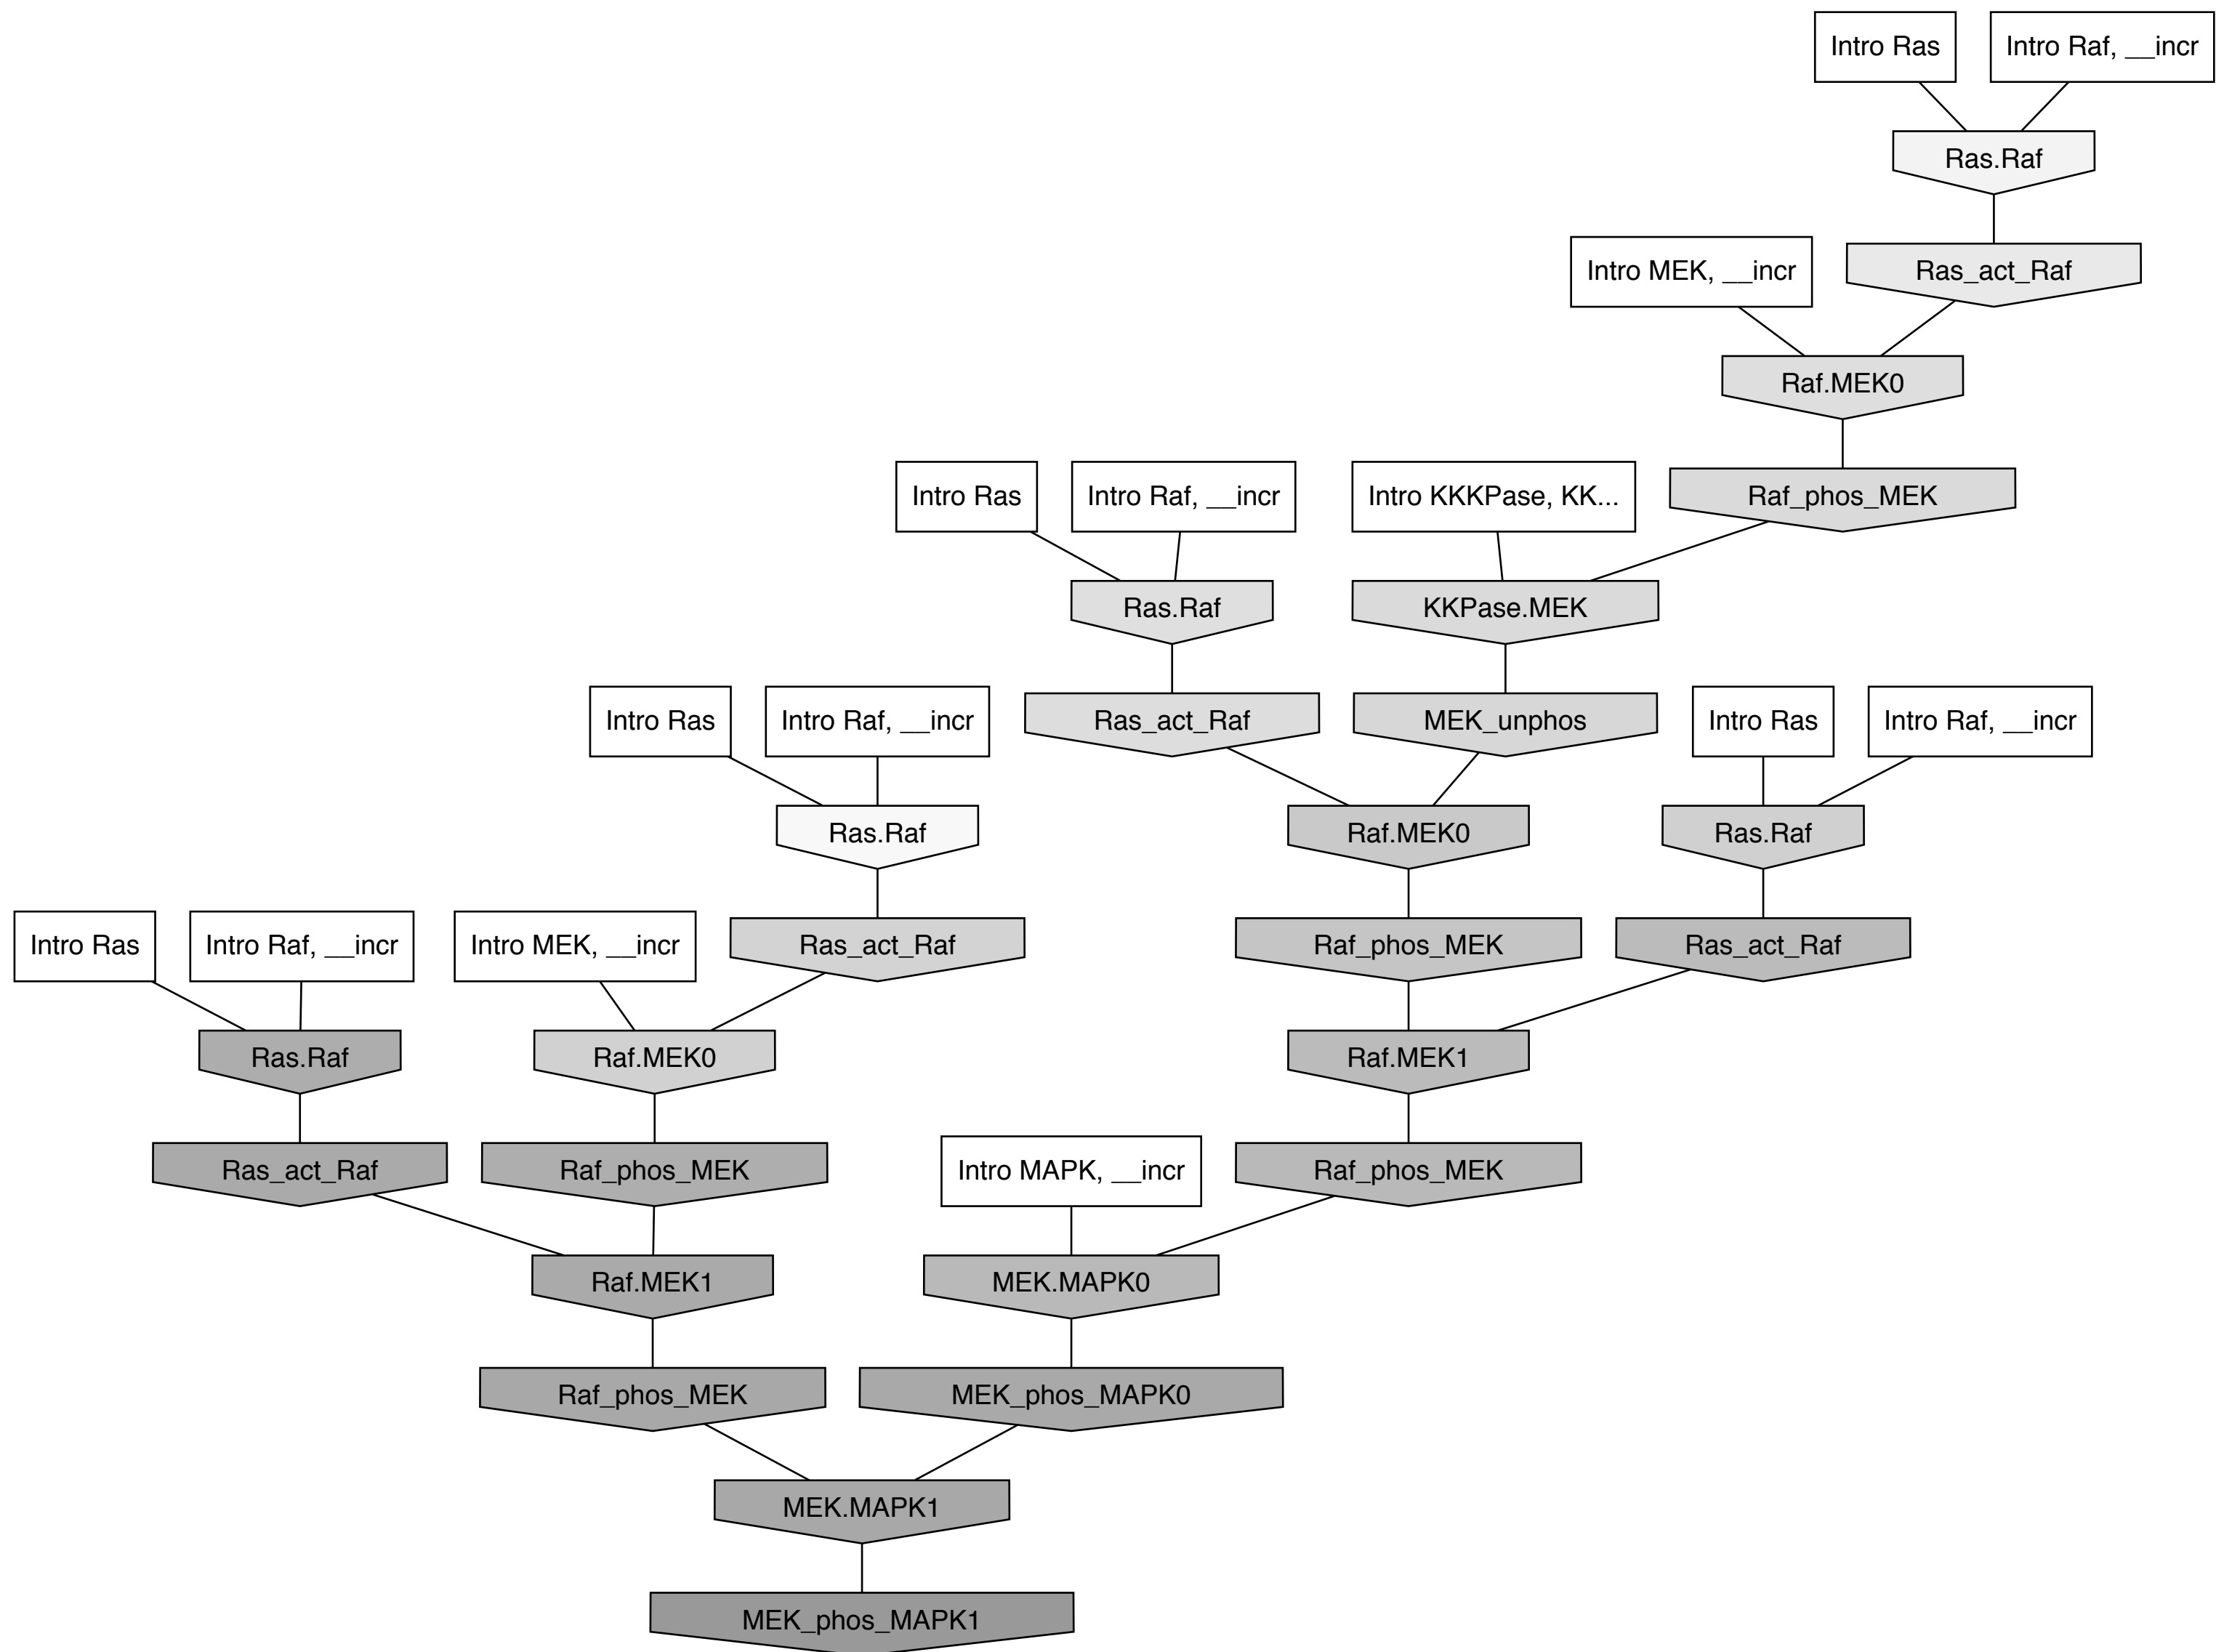 Intro Ras
Intro Raf, __incr
Ras.Raf
Intro MEK, __incr
Ras_act_Raf
Raf.MEK0
Intro Ras
Intro Raf, __incr
Intro KKKPase, KK...
Raf_phos_MEK
Ras.Raf
KKPase.MEK
Intro Ras
Intro Raf, __incr
Ras_act_Raf
MEK_unphos
Intro Ras
Intro Raf, __incr
Ras.Raf
Raf.MEK0
Ras.Raf
Intro Ras
Intro Raf, __incr
Intro MEK, __incr
Ras_act_Raf
Raf_phos_MEK
Ras_act_Raf
Ras.Raf
Raf.MEK0
Raf.MEK1
Ras_act_Raf
Raf_phos_MEK
Intro MAPK, __incr
Raf_phos_MEK
Raf.MEK1
MEK.MAPK0
Raf_phos_MEK
MEK_phos_MAPK0
MEK.MAPK1
MEK_phos_MAPK1